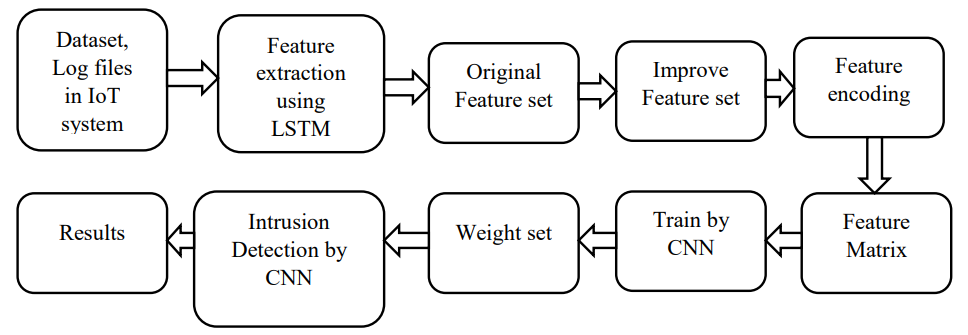 Dataset,
Log files
in IoT
system
Feature
extraction
using
LSTM
Original
Feature set
Improve
Feature set
Feature
encoding
Feature
Matrix
Train by
CNN
Weight set
Intrusion
Detection by
CNN
Results